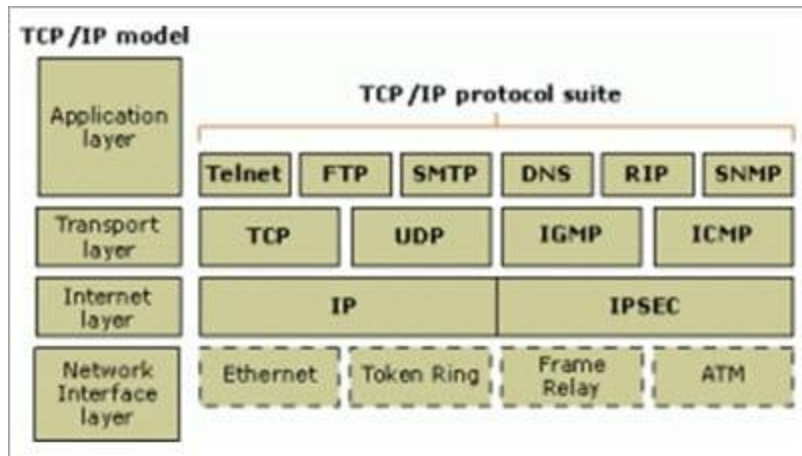 TCP/IP model
TCP/IP protocol suite
Application
layer
Telnet FTP SMTP DNS RIP SNMP
Transport
layer
TCP UDP IGMP ICMP
Internet
layer
IP IPSEC
Network
Interface
layer
Ethernet Token Ring Frame
Relay ATM